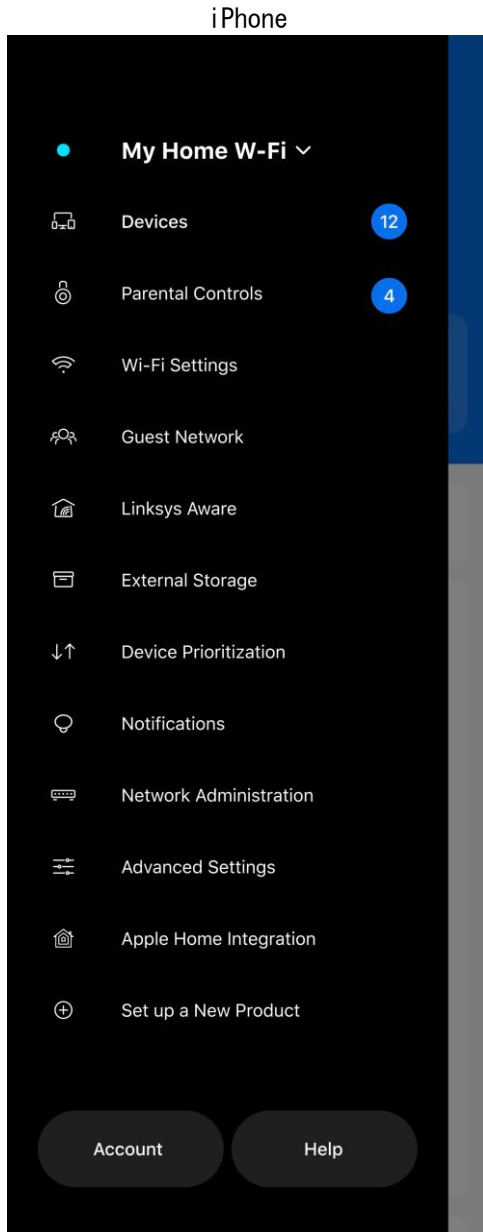 iPhone
My Home W-Fi
Devices 12
Parental Controls 4
Wi-Fi Settings
Guest Network
Linksys Aware
External Storage
Device Prioritization
Notifications
Network Administration
Advanced Settings
Apple Home Integration
Set up a New Product
Account Help